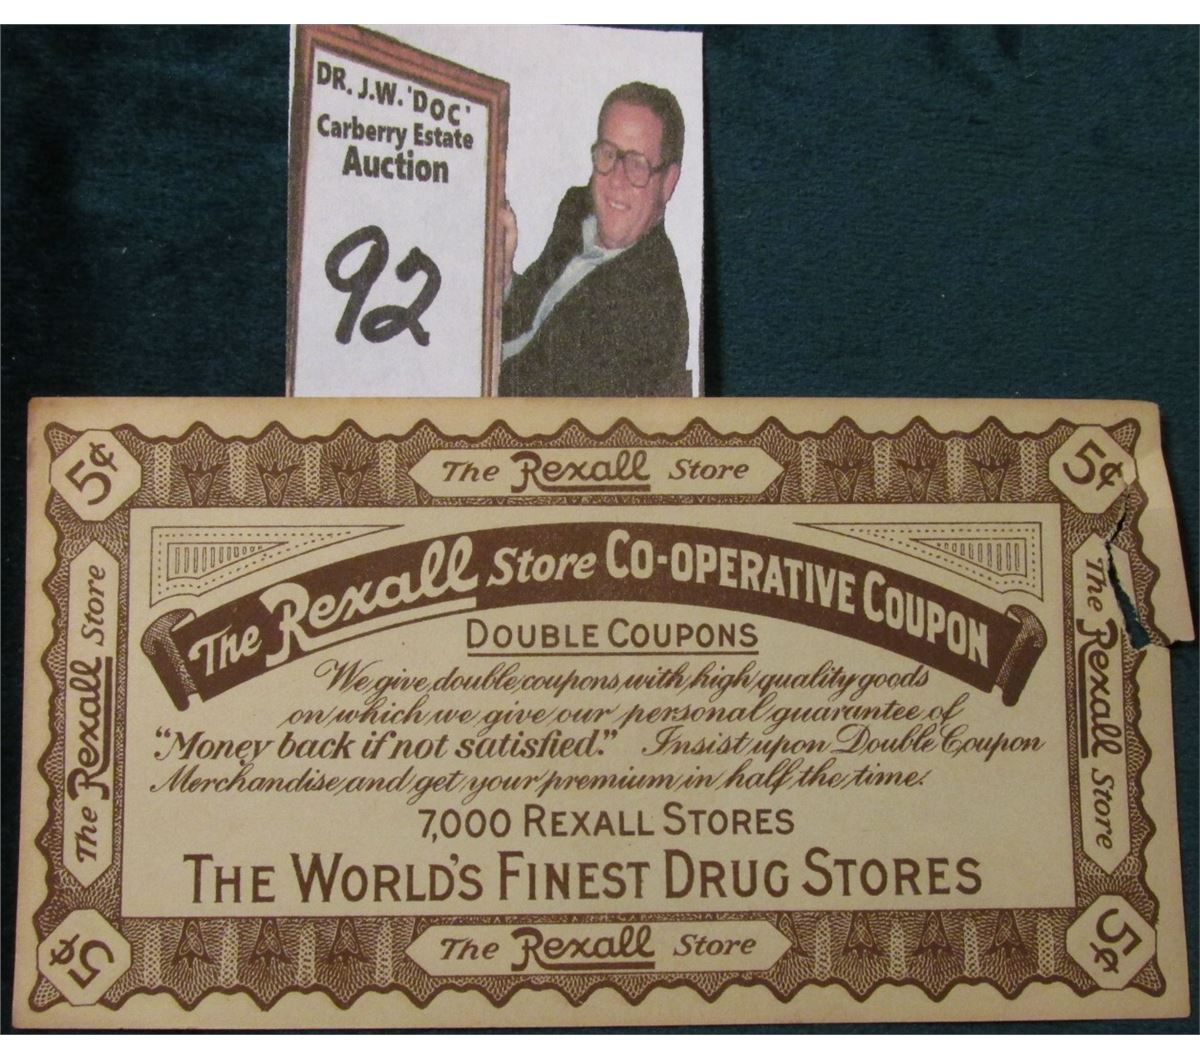 DR. J.W. 'DOC'
Carberry Estate
Auction
92
5¢
The Rexall Store
5¢
The Rexall Store
The Rexall Store
The Rexall Store Co-operative Coupon
Double Coupons
We give double coupons with high quality goods
on which we give our personal guarantee of
"Money back if not satisfied." Insist upon Double Coupon
Merchandise and get your premium in half the time.
7,000 Rexall Stores
The World's Finest Drug Stores
5¢
The Rexall Store
5¢